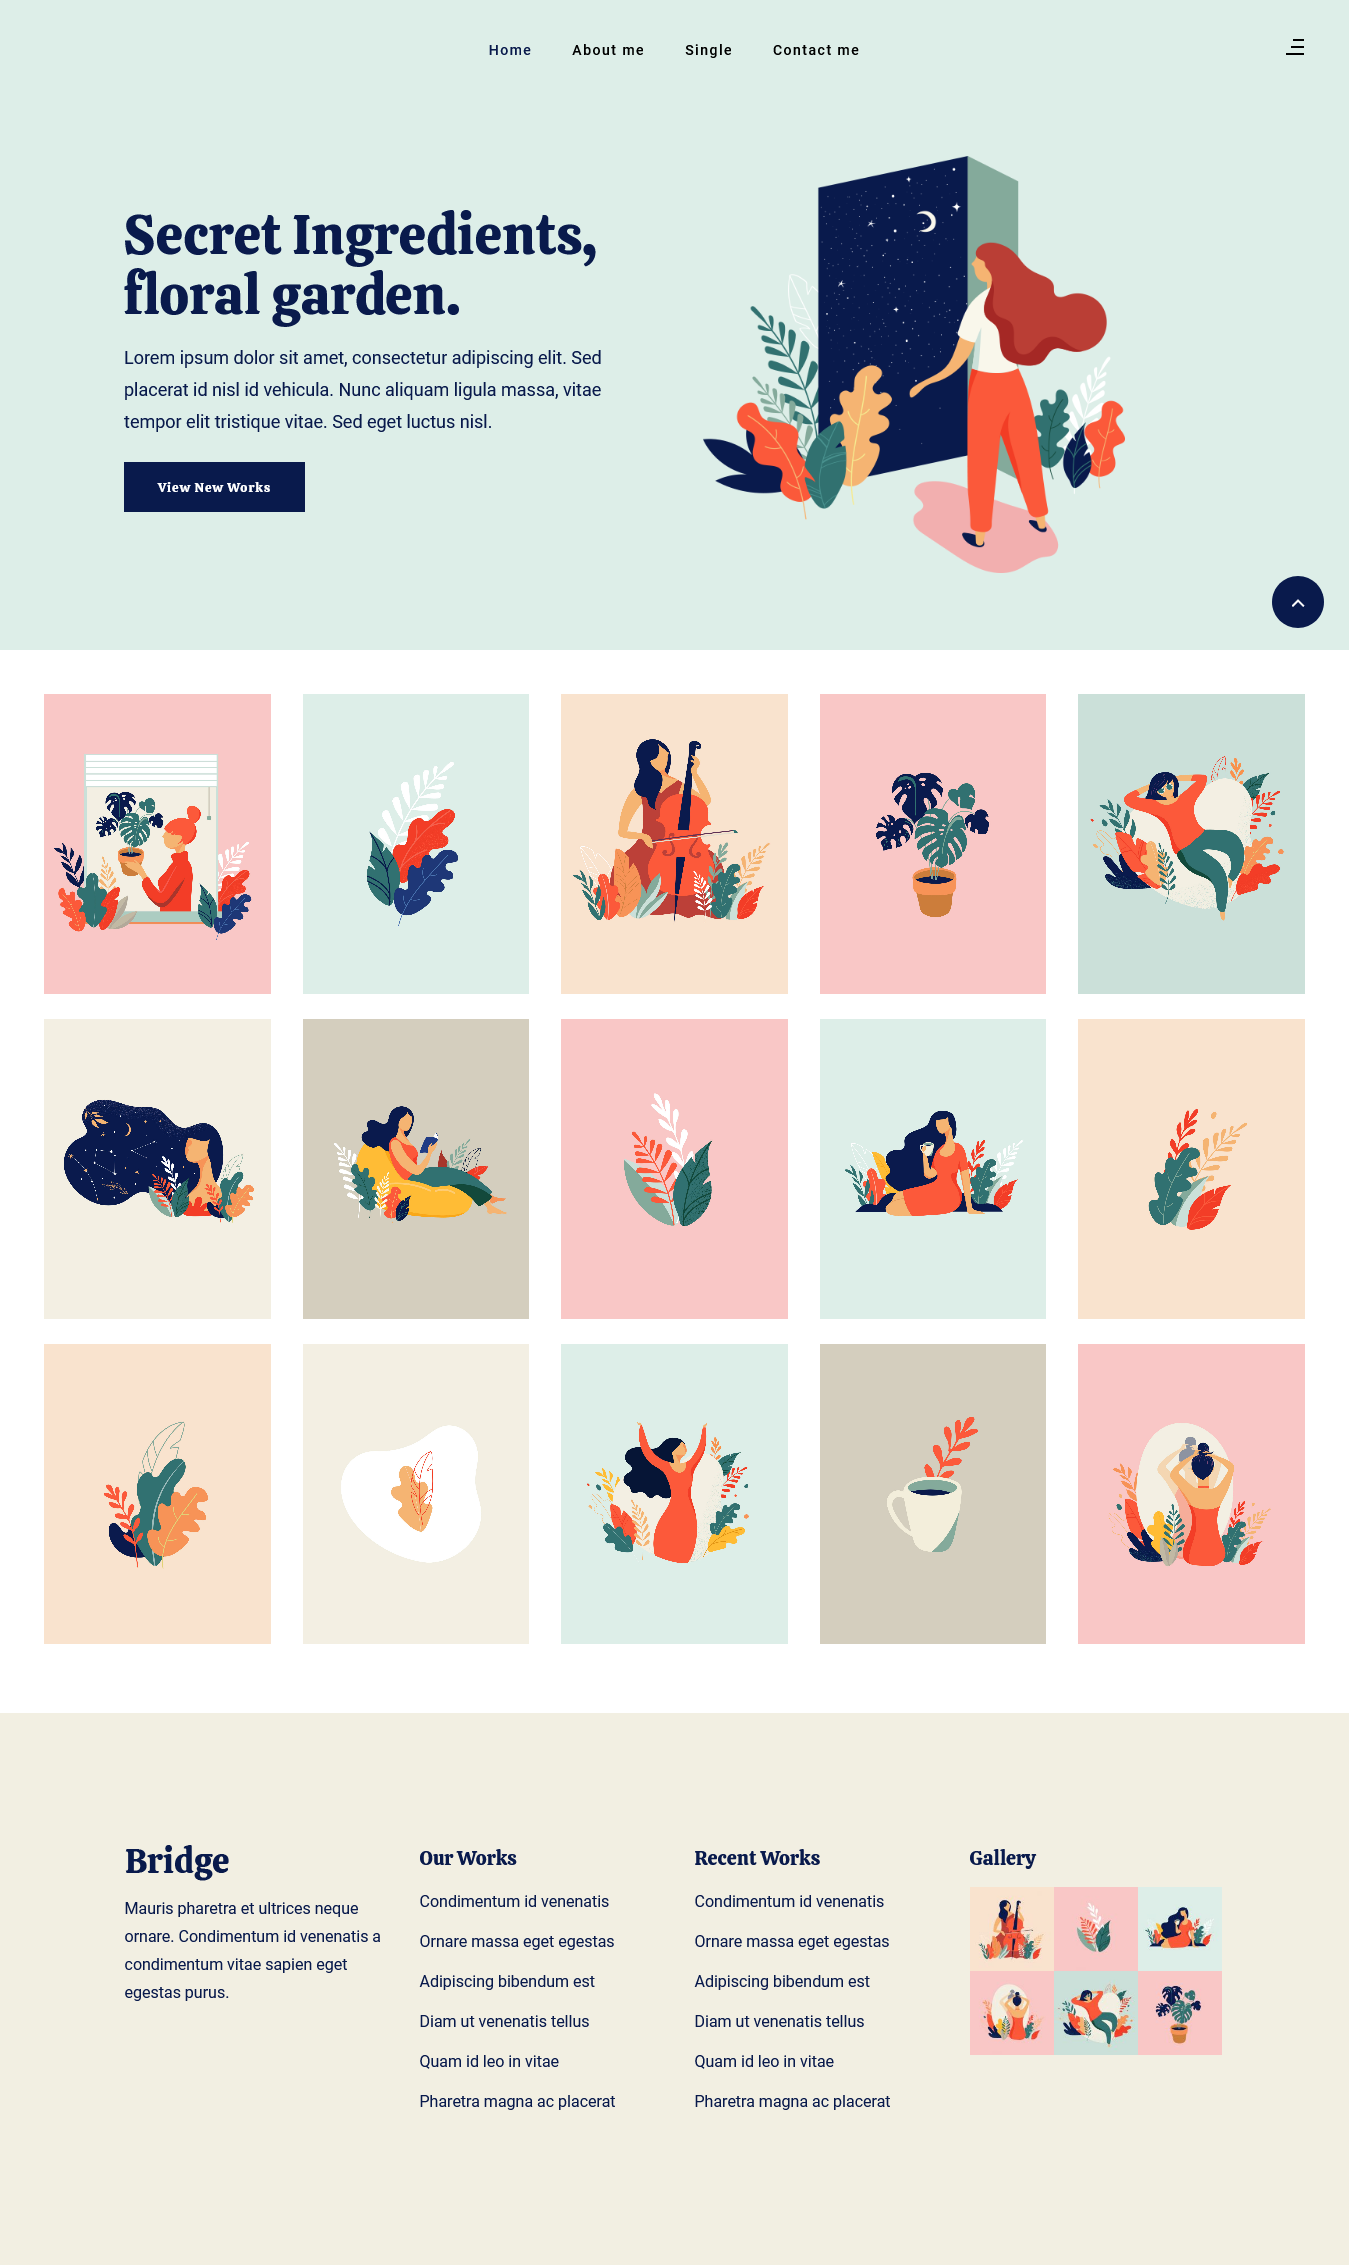 Home About me Single Contact me
Secret Ingredients,
floral garden.
Lorem ipsum dolor sit amet, consectetur adipiscing elit. Sed
placerat id nisl id vehicula. Nunc aliquam ligula massa, vitae
tempor elit tristique vitae. Sed eget luctus nisl.
View New Works
Bridge
Mauris pharetra et ultrices neque
ornare. Condimentum id venenatis a
condimentum vitae sapien eget
egestas purus.
Our Works
Condimentum id venenatis
Ornare massa eget egestas
Adipiscing bibendum est
Diam ut venenatis tellus
Quam id leo in vitae
Pharetra magna ac placerat
Recent Works
Condimentum id venenatis
Ornare massa eget egestas
Adipiscing bibendum est
Diam ut venenatis tellus
Quam id leo in vitae
Pharetra magna ac placerat
Gallery